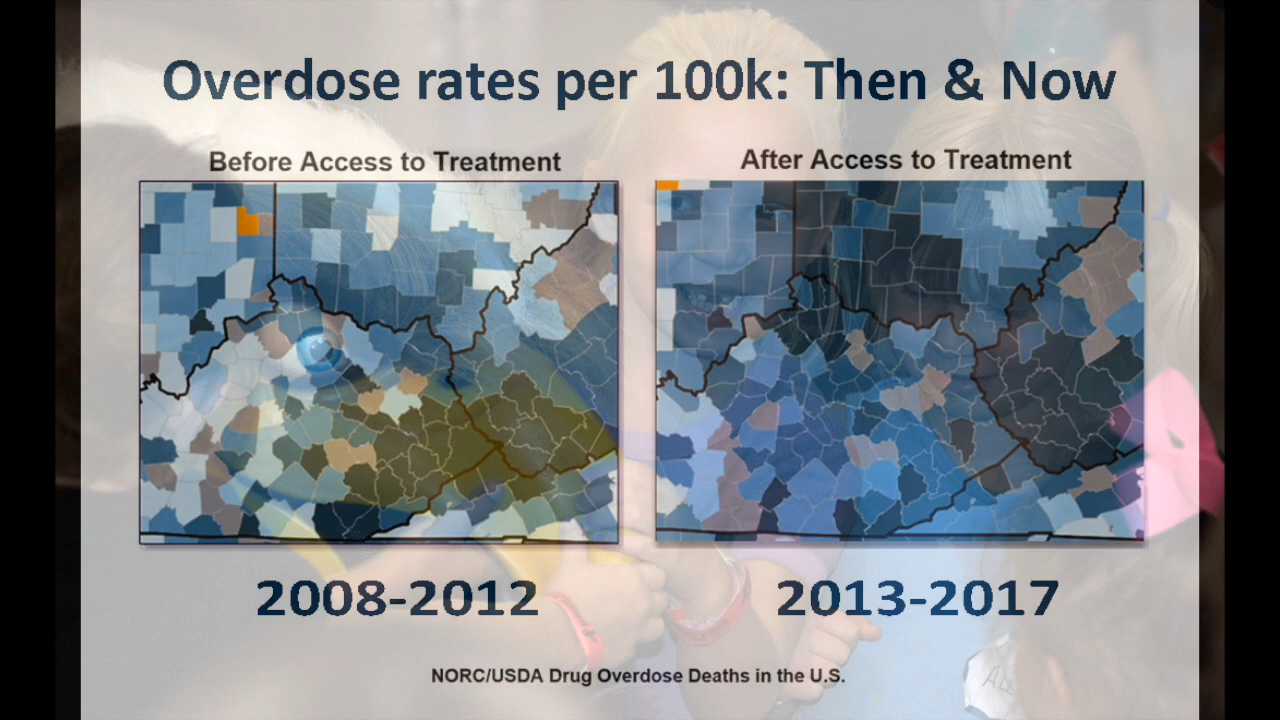 Overdose rates per 100k: Then & Now
Before Access to Treatment
After Access to Treatment
2008-2012
2013-2017
NORC/USDA Drug Overdose Deaths in the U.S.